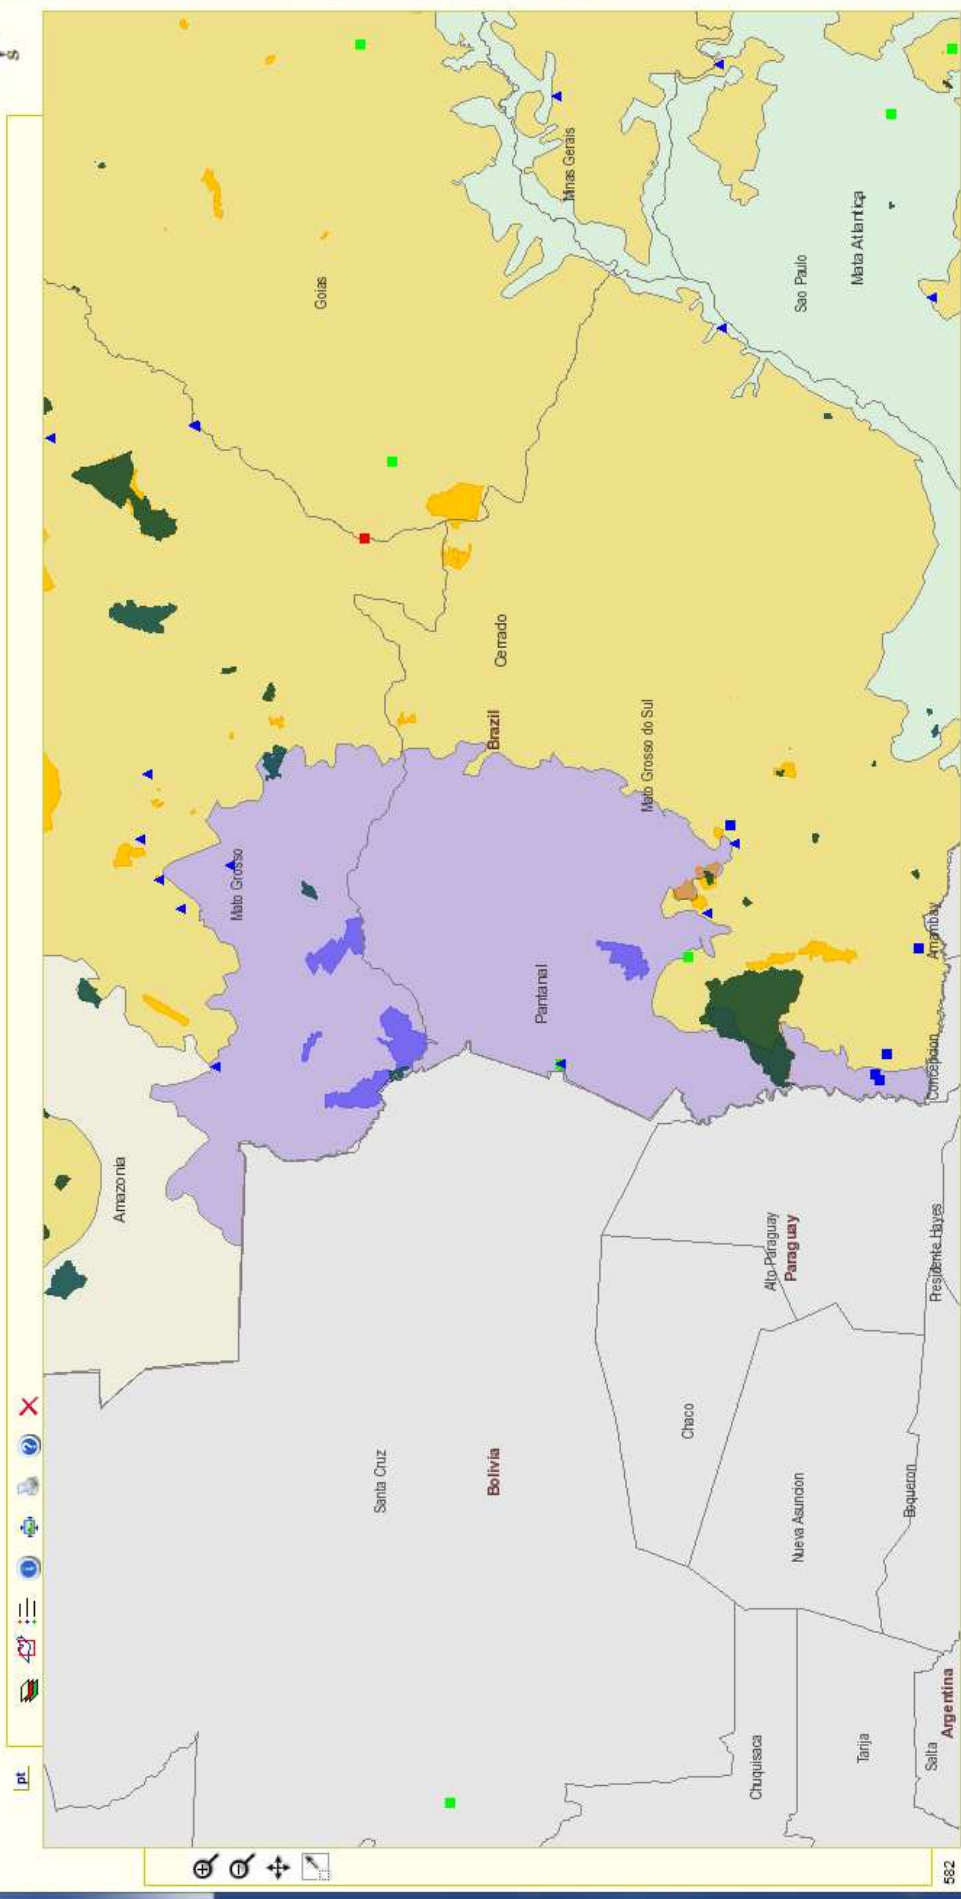 pt
S
Amazonia
Mato Grosso
Goias
Santa Cruz
Bolivia
Brazil
Cerrado
Pantanal
Minas Gerais
Mato Grosso do Sul
Chaco
Alto Paraguay
Paraguay
Sao Paulo
Mata Atlantica
Nueva Asuncion
Chuquisaca
Tarija
Boqueron
Presidente Hayes
Concepcion
Amambay
Salta
Argentina
582